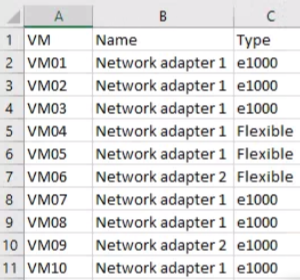 A B C
1 VM Name Type
2 VM01 Network adapter 1 e1000
3 VM02 Network adapter 1 e1000
4 VM03 Network adapter 1 e1000
5 VM04 Network adapter 1 Flexible
6 VM05 Network adapter 1 Flexible
7 VM06 Network adapter 2 Flexible
8 VM07 Network adapter 1 e1000
9 VM08 Network adapter 1 e1000
10 VM09 Network adapter 2 e1000
11 VM10 Network adapter 1 e1000